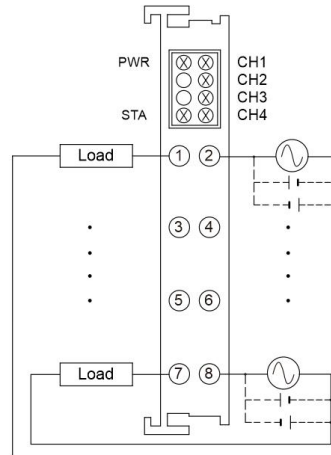 PWR CH1
CH2
CH3
STA CH4
Load 1 2
3 4
5 6
Load 7 8